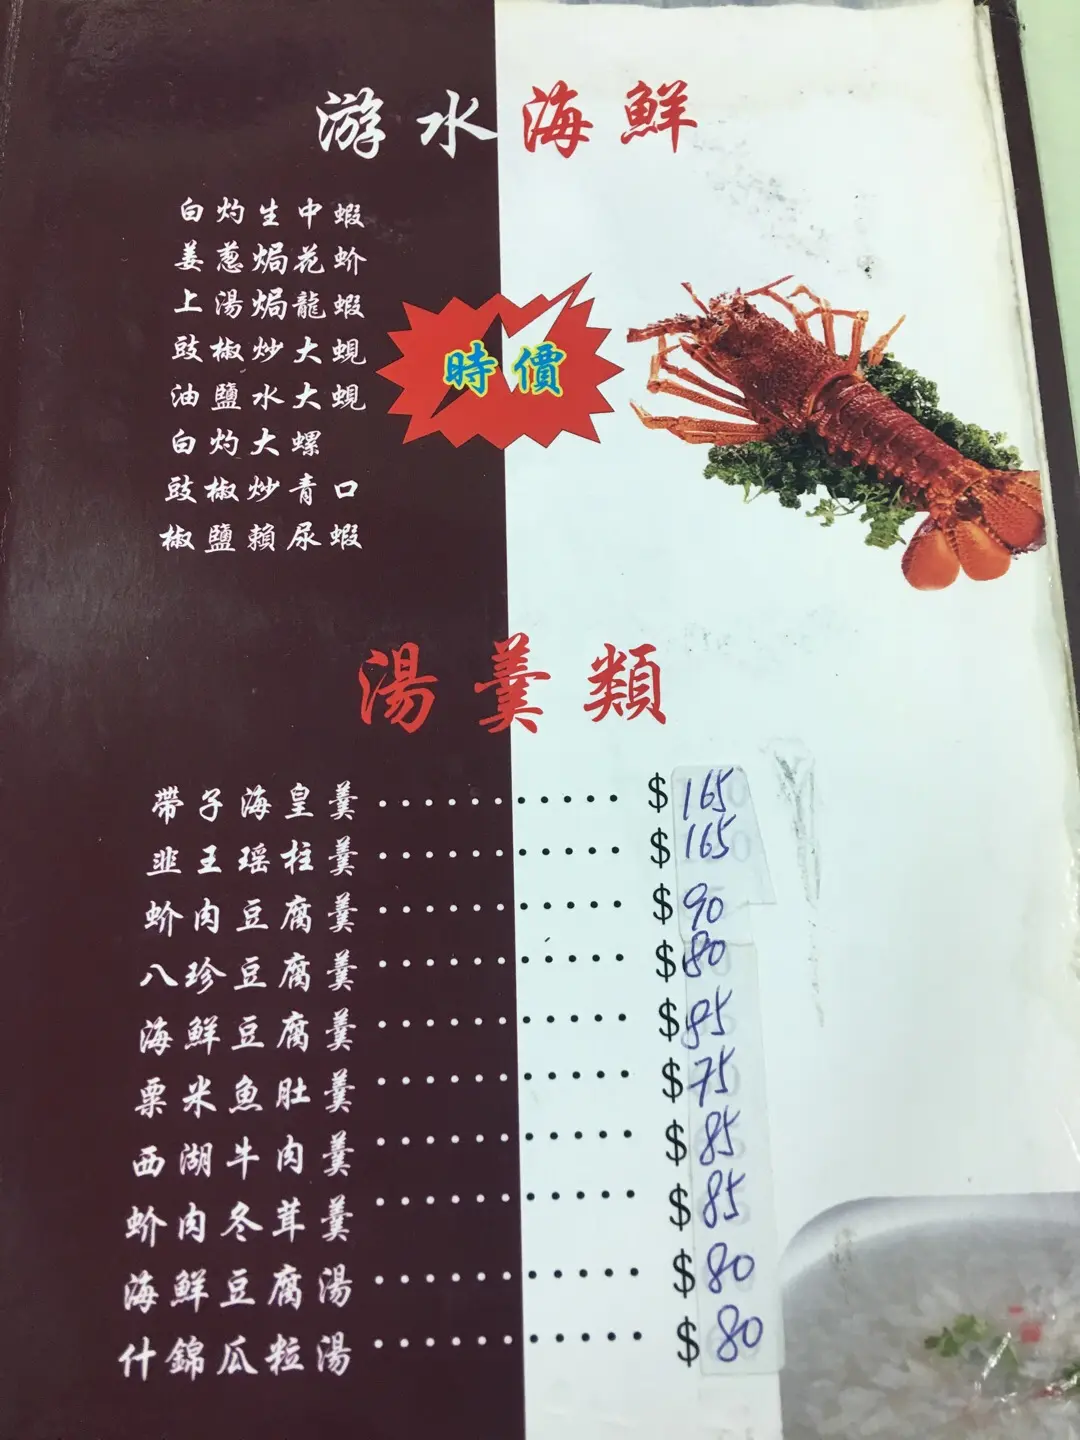 游水海鮮
白灼生中蝦
姜蔥焗花蚧
上湯焗龍蝦
豉椒炒大蜆
油鹽水大蜆
白灼大螺
豉椒炒青口
椒鹽賴尿蝦
時價
湯羹類
帶子海皇羹 ··········· $165
韮王瑶柱羹 ··········· $165
蚧肉豆腐羹 ··········· $90
八珍豆腐羹 ··········· $80
海鮮豆腐羹 ··········· $85
粟米魚肚羹 ··········· $75
西湖牛肉羹 ··········· $85
蚧肉冬茸羹 ··········· $85
海鮮豆腐湯 ··········· $80
什錦瓜粒湯 ··········· $80